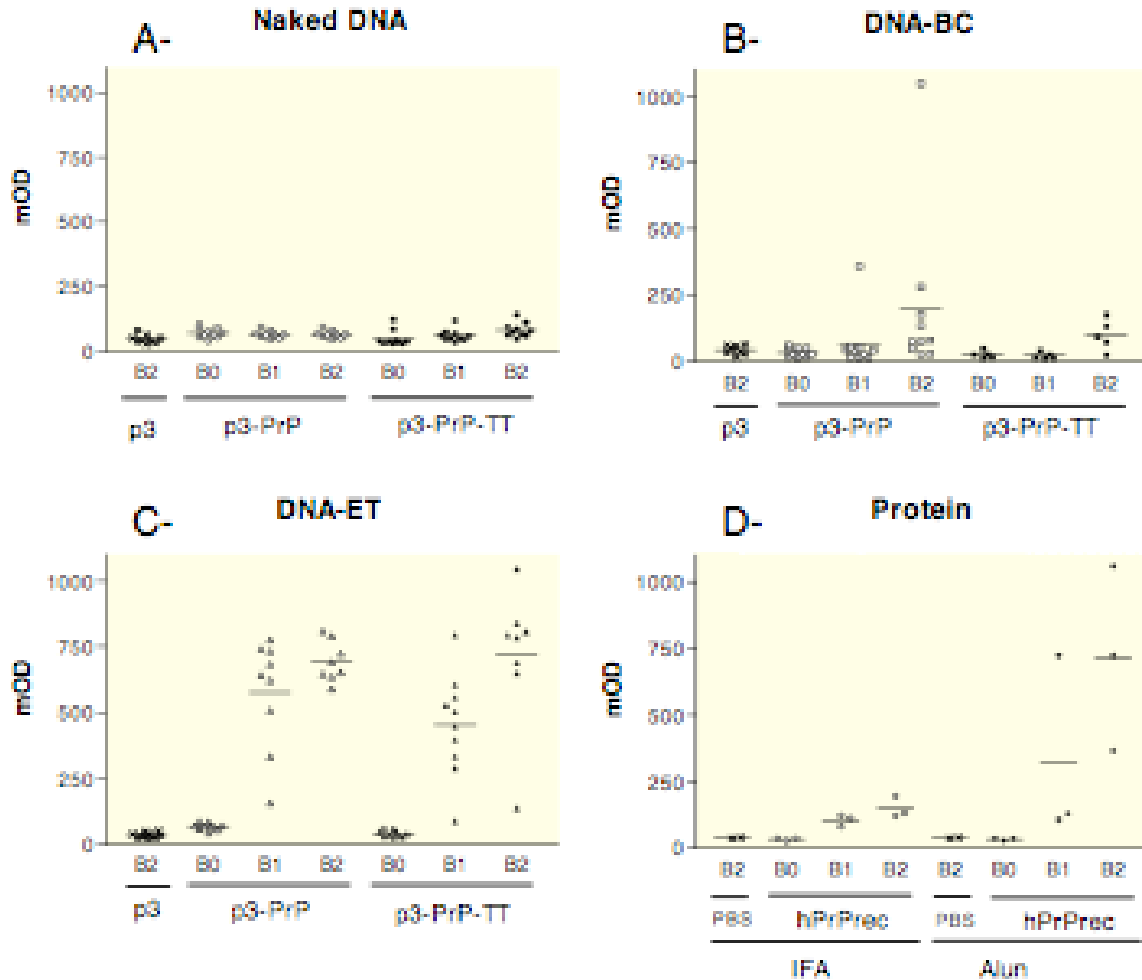 A-
Naked DNA
mOD
1000
750
500
250
0
B2 B0 B1 B2 B0 B1 B2
p3 p3-PrP p3-PrP-TT
B-
DNA-BC
mOD
1000
750
500
250
0
B2 B0 B1 B2 B0 B1 B2
p3 p3-PrP p3-PrP-TT
C-
DNA-ET
mOD
1000
750
500
250
0
B2 B0 B1 B2 B0 B1 B2
p3 p3-PrP p3-PrP-TT
D-
Protein
mOD
1000
750
500
250
0
B2 B0 B1 B2 B2 B0 B1 B2
PBS hPrPrec PBS hPrPrec
IFA Alun